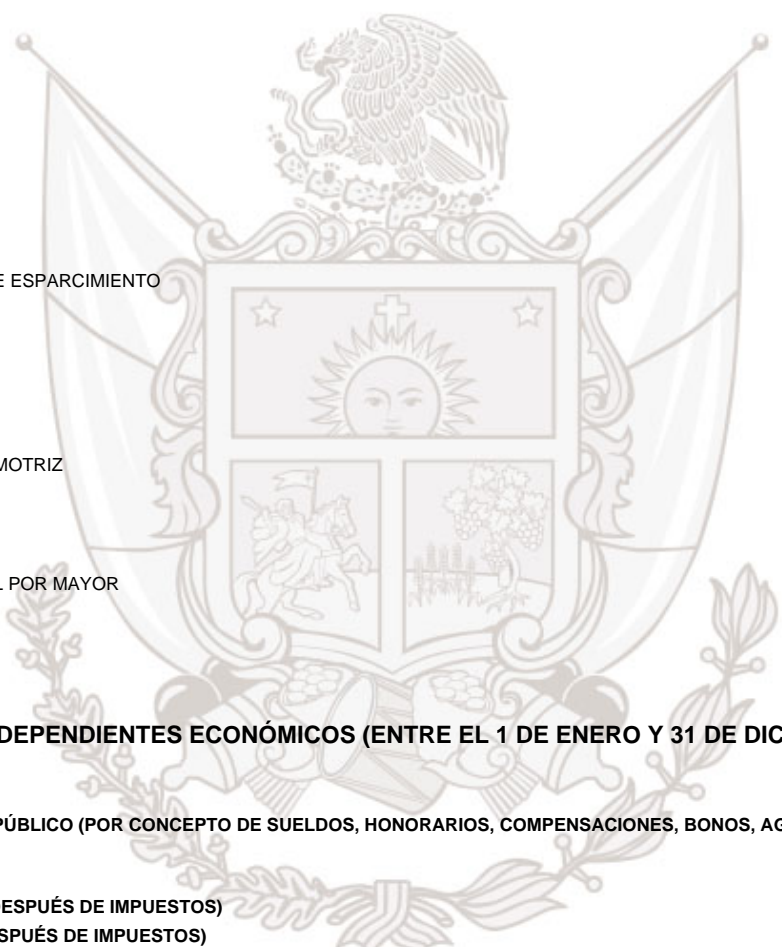 E ESPARCIMIENTO
MOTRIZ
L POR MAYOR
DEPENDIENTES ECONÓMICOS (ENTRE EL 1 DE ENERO Y 31 DE DIC
PÚBLICO (POR CONCEPTO DE SUELDOS, HONORARIOS, COMPENSACIONES, BONOS, AG
DESPUÉS DE IMPUESTOS)
SPUÉS DE IMPUESTOS)